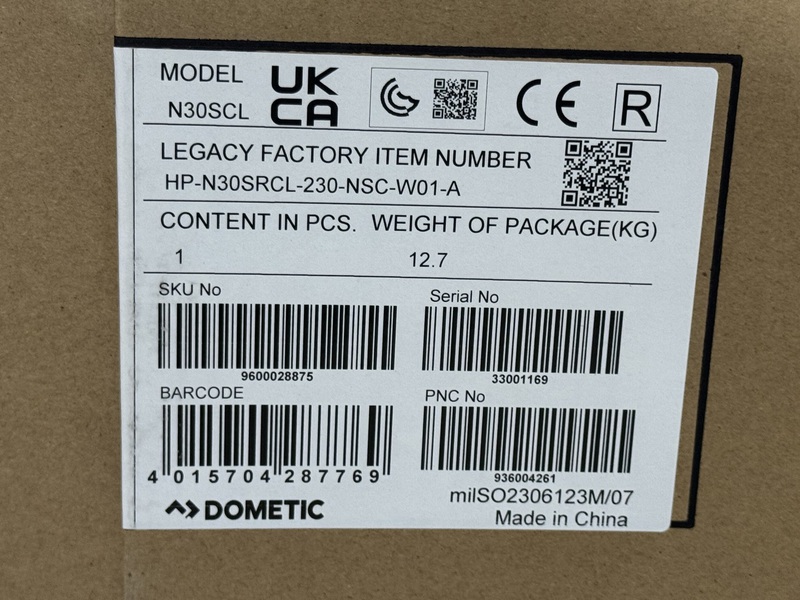 MODEL
N30SCL
UK
CA
CE
R
LEGACY FACTORY ITEM NUMBER
HP-N30SRCL-230-NSC-W01-A
CONTENT IN PCS. WEIGHT OF PACKAGE(KG)
1 12.7
SKU No
9600028875
Serial No
33001169
BARCODE
4 015704 287769
PNC No
936004261
DOMETIC
miISO2306123M/07
Made in China